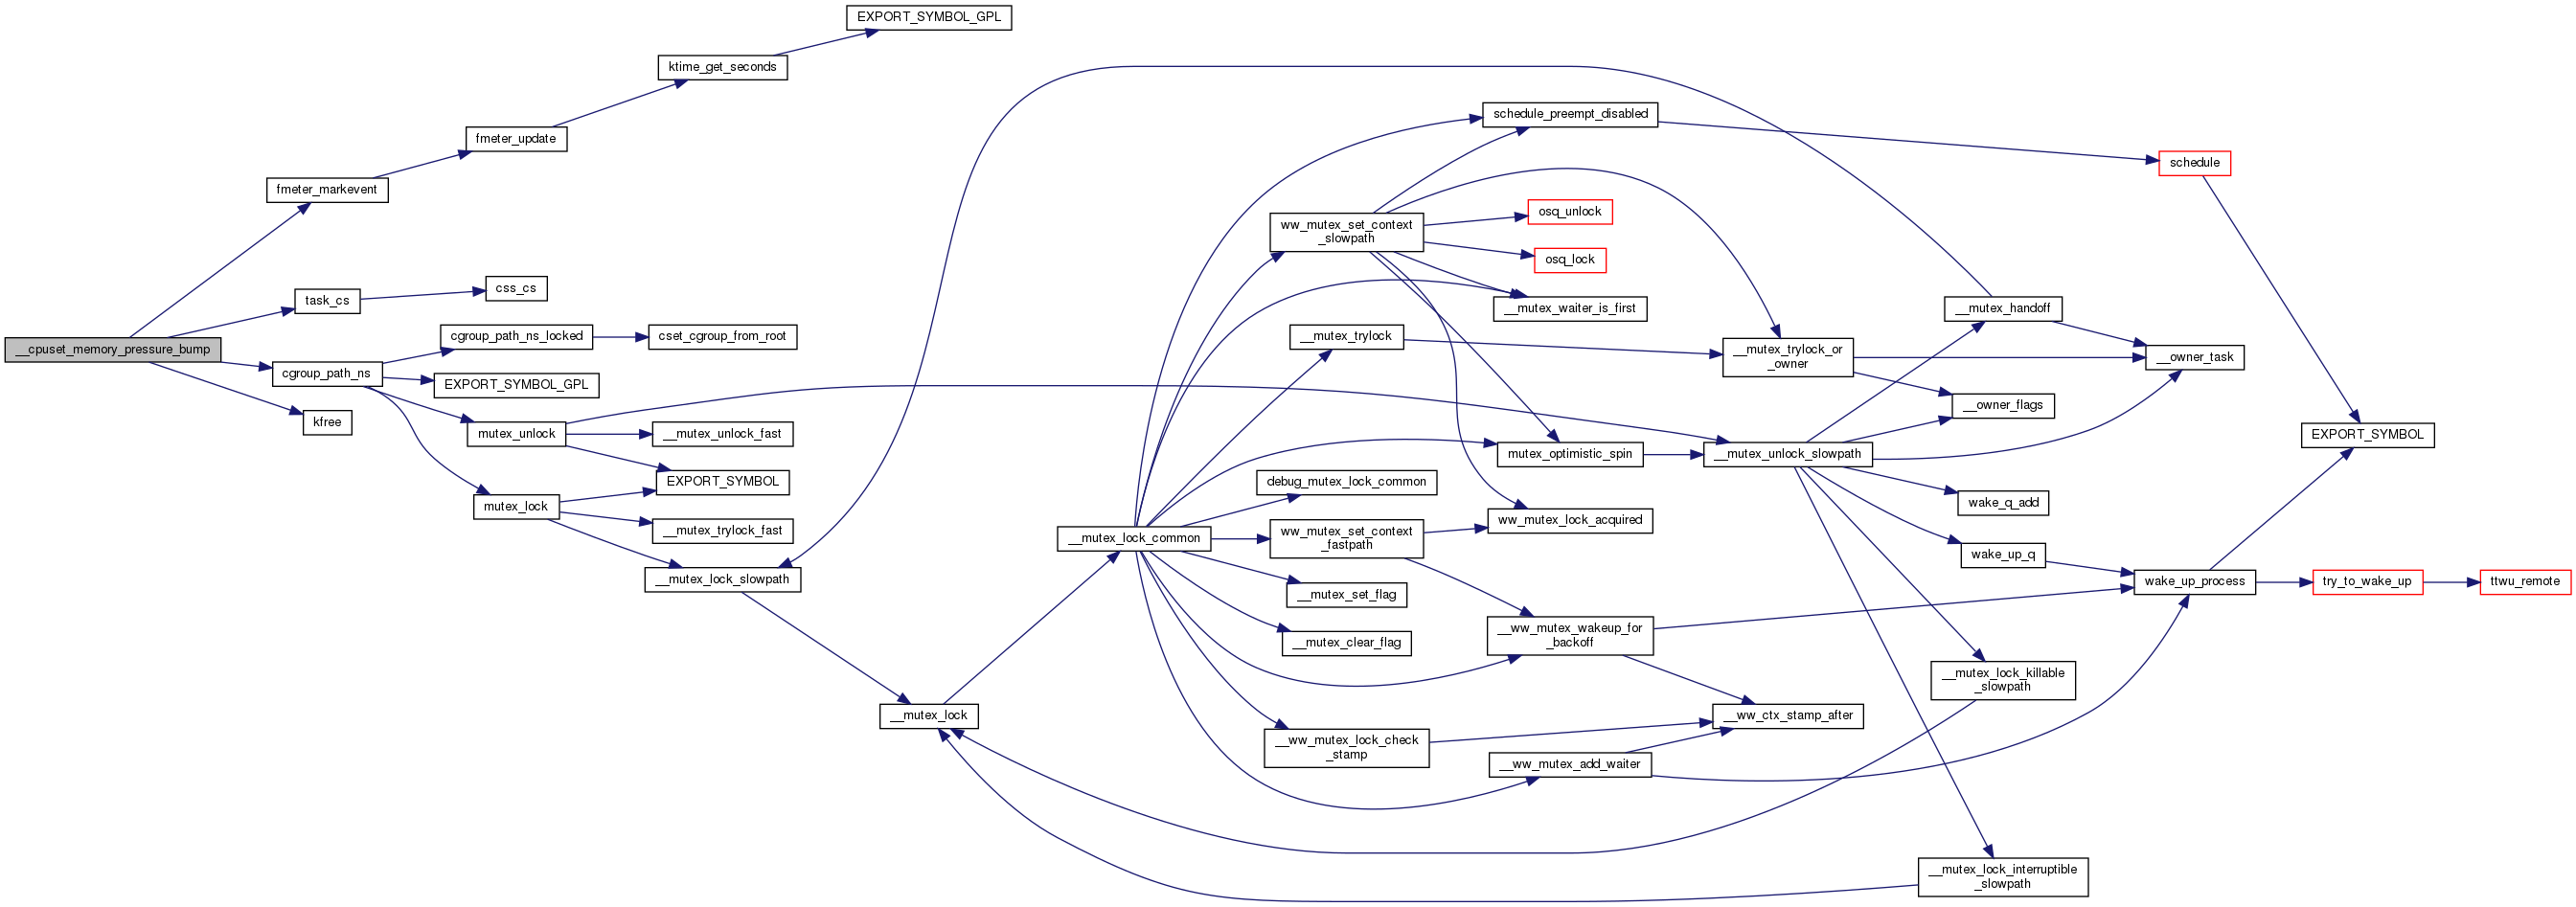 __cpuset_memory_pressure_bump
fmeter_markevent
fmeter_update
ktime_get_seconds
EXPORT_SYMBOL_GPL
task_cs
css_cs
cgroup_path_ns
cgroup_path_ns_locked
cset_cgroup_from_root
EXPORT_SYMBOL_GPL
kfree
mutex_unlock
__mutex_unlock_fast
EXPORT_SYMBOL
mutex_lock
__mutex_trylock_fast
__mutex_lock_slowpath
__mutex_lock
__mutex_lock_common
schedule_preempt_disabled
ww_mutex_set_context
_slowpath
osq_unlock
osq_lock
__mutex_waiter_is_first
__mutex_trylock
__mutex_trylock_or
_owner
mutex_optimistic_spin
debug_mutex_lock_common
ww_mutex_set_context
_fastpath
ww_mutex_lock_acquired
__mutex_set_flag
__mutex_clear_flag
__ww_mutex_wakeup_for
_backoff
__ww_mutex_lock_check
_stamp
__ww_mutex_add_waiter
__ww_ctx_stamp_after
__mutex_unlock_slowpath
__mutex_handoff
__owner_task
__owner_flags
wake_q_add
wake_up_q
__mutex_lock_killable
_slowpath
__mutex_lock_interruptible
_slowpath
schedule
EXPORT_SYMBOL
wake_up_process
try_to_wake_up
ttwu_remote